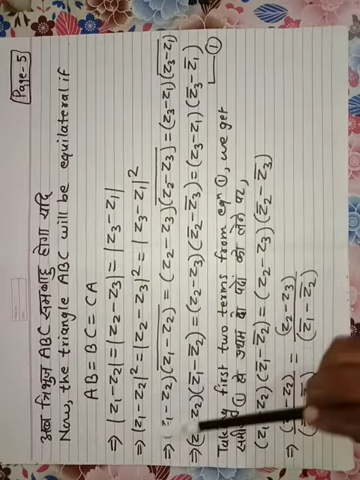 Page-5
अब त्रिभुज ABC समबाहु होगा यदि
Now, the triangle ABC will be equilateral if
AB = BC = CA
⇒ |z₁-z₂| = |z₂-z₃| = |z₃-z₁|
⇒ |z₁-z₂|² = |z₂-z₃|² = |z₃-z₁|²
⇒ (z₁-z₂)(z̅₁-z̅₂) = (z₂-z₃)(z̅₂-z̅₃) = (z₃-z₁)(z̅₃-z̅₁)
⇒ (z₁-z₂)(z̅₁-z̅₂) = (z₂-z₃)(z̅₂-z̅₃) = (z₃-z₁)(z̅₃-z̅₁) ①
Taking first two terms from eqⁿ ①, we get
समी० ① से प्रथम दो पदों को लेने पर,
(z₁-z₂)(z̅₁-z̅₂) = (z₂-z₃)(z̅₂-z̅₃)
⇒ (z₁-z₂) = (z₂-z₃)
(z̅₁-z̅₂)